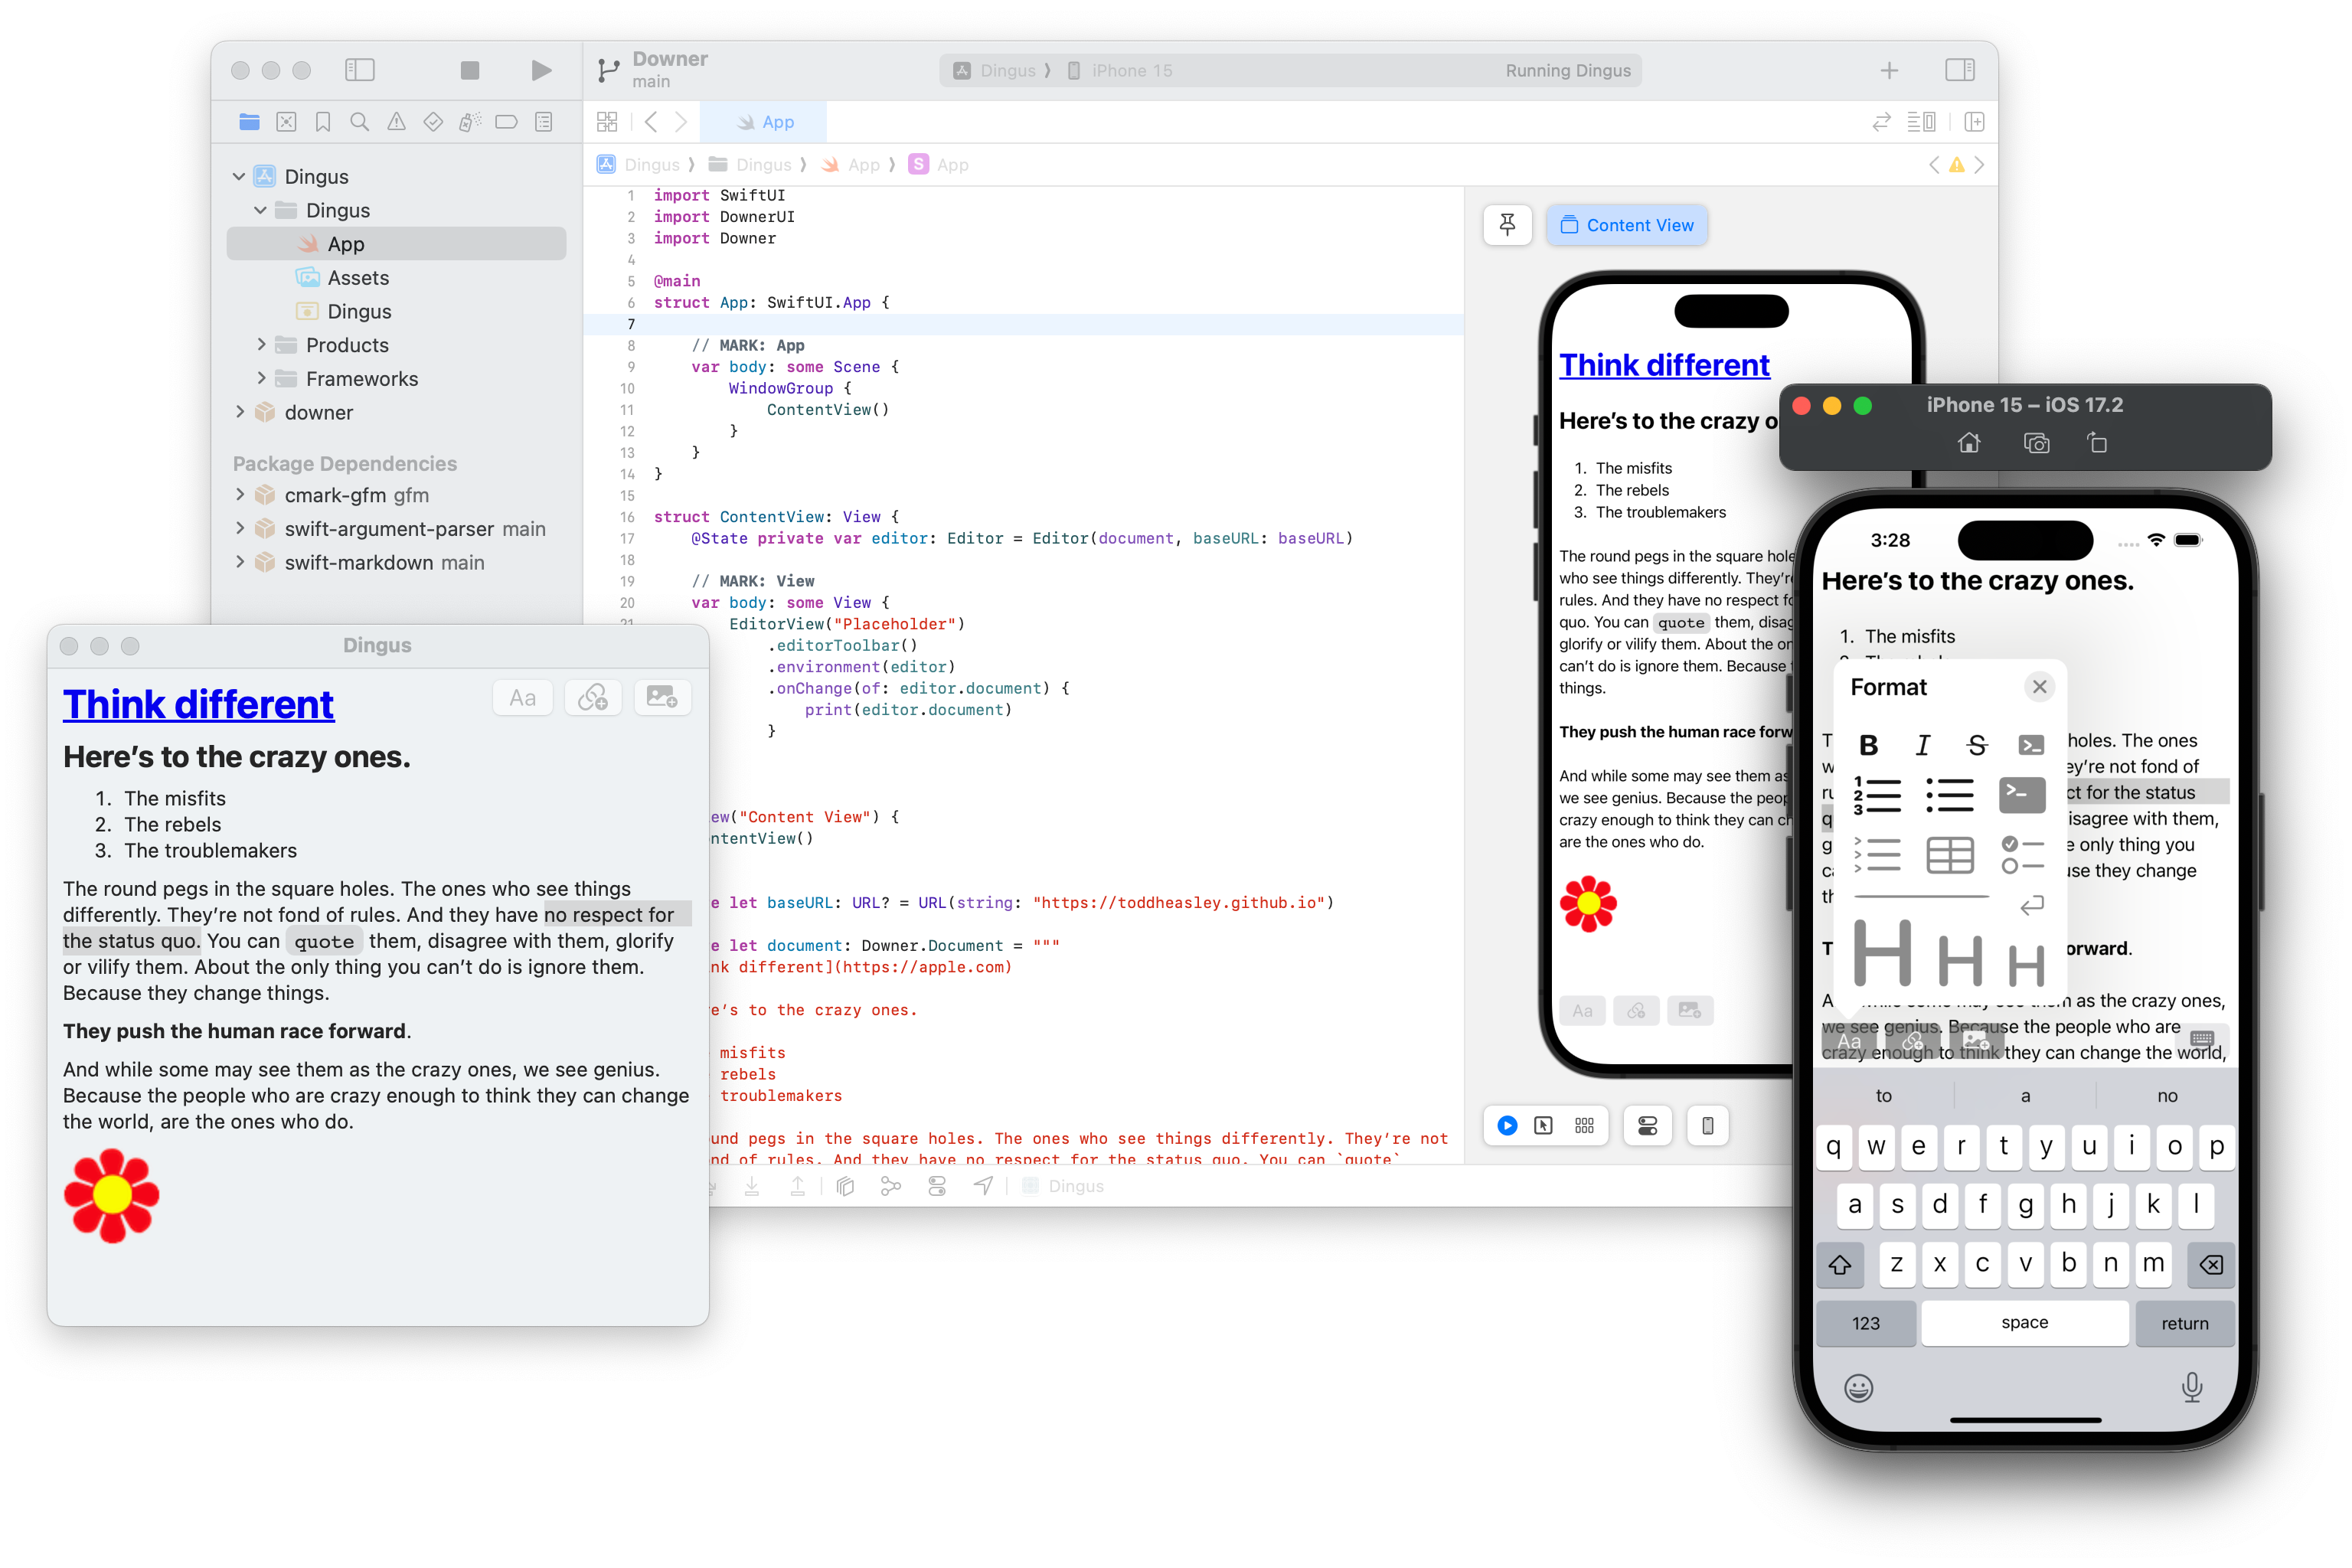 Downer
main
Dingus
iPhone 15
Running Dingus
App
Dingus
Dingus
App
S
App
Dingus
Dingus
App
Assets
Dingus
Products
Frameworks
downer
Package Dependencies
cmark-gfm gfm
swift-argument-parser main
swift-markdown main
1 import SwiftUI
2 import DownerUI
3 import Downer
4
5 @main
6 struct App: SwiftUI.App {
7
8 // MARK: App
9 var body: some Scene {
10 WindowGroup {
11 ContentView()
12 }
13 }
14 }
15
16 struct ContentView: View {
17 @State private var editor: Editor = Editor(document, baseURL: baseURL)
18
19 // MARK: View
20 var body: some View {
21 EditorView("Placeholder")
.editorToolbar()
.environment(editor)
.onChange(of: editor.document) {
print(editor.document)
}
ew("Content View") {
ntentView()
e let baseURL: URL? = URL(string: "https://toddheasley.github.io")
e let document: Downer.Document = """
nk different](https://apple.com)
e’s to the crazy ones.
misfits
rebels
troublemakers
und pegs in the square holes. The ones who see things differently. They’re not
nd of rules. And they have no respect for the status quo. You can `quote`
Dingus
Content View
Think different
Here’s to the crazy o
1. The misfits
2. The rebels
3. The troublemakers
The round pegs in the square hole
who see things differently. They’r
rules. And they have no respect fo
quo. You can quote them, disag
glorify or vilify them. About the on
can’t do is ignore them. Because t
things.
They push the human race forw
And while some may see them as
we see genius. Because the peop
crazy enough to think they can ch
are the ones who do.
Aa
Dingus
Think different
Aa
Here’s to the crazy ones.
1. The misfits
2. The rebels
3. The troublemakers
The round pegs in the square holes. The ones who see things
differently. They’re not fond of rules. And they have no respect for
the status quo. You can quote them, disagree with them, glorify
or vilify them. About the only thing you can’t do is ignore them.
Because they change things.
They push the human race forward.
And while some may see them as the crazy ones, we see genius.
Because the people who are crazy enough to think they can change
the world, are the ones who do.
iPhone 15 – iOS 17.2
3:28
Here’s to the crazy ones.
1. The misfits
Format
B I S
1
2
3
H H H
T holes. The ones
w ey’re not fond of
ru ct for the status
q isagree with them,
g e only thing you
ca use they change
th
T orward.
A while some may see them as the crazy ones,
we see genius. Because the people who are
crazy enough to think they can change the world,
Aa
to a no
q w e r t y u i o p
a s d f g h j k l
z x c v b n m
123 space return